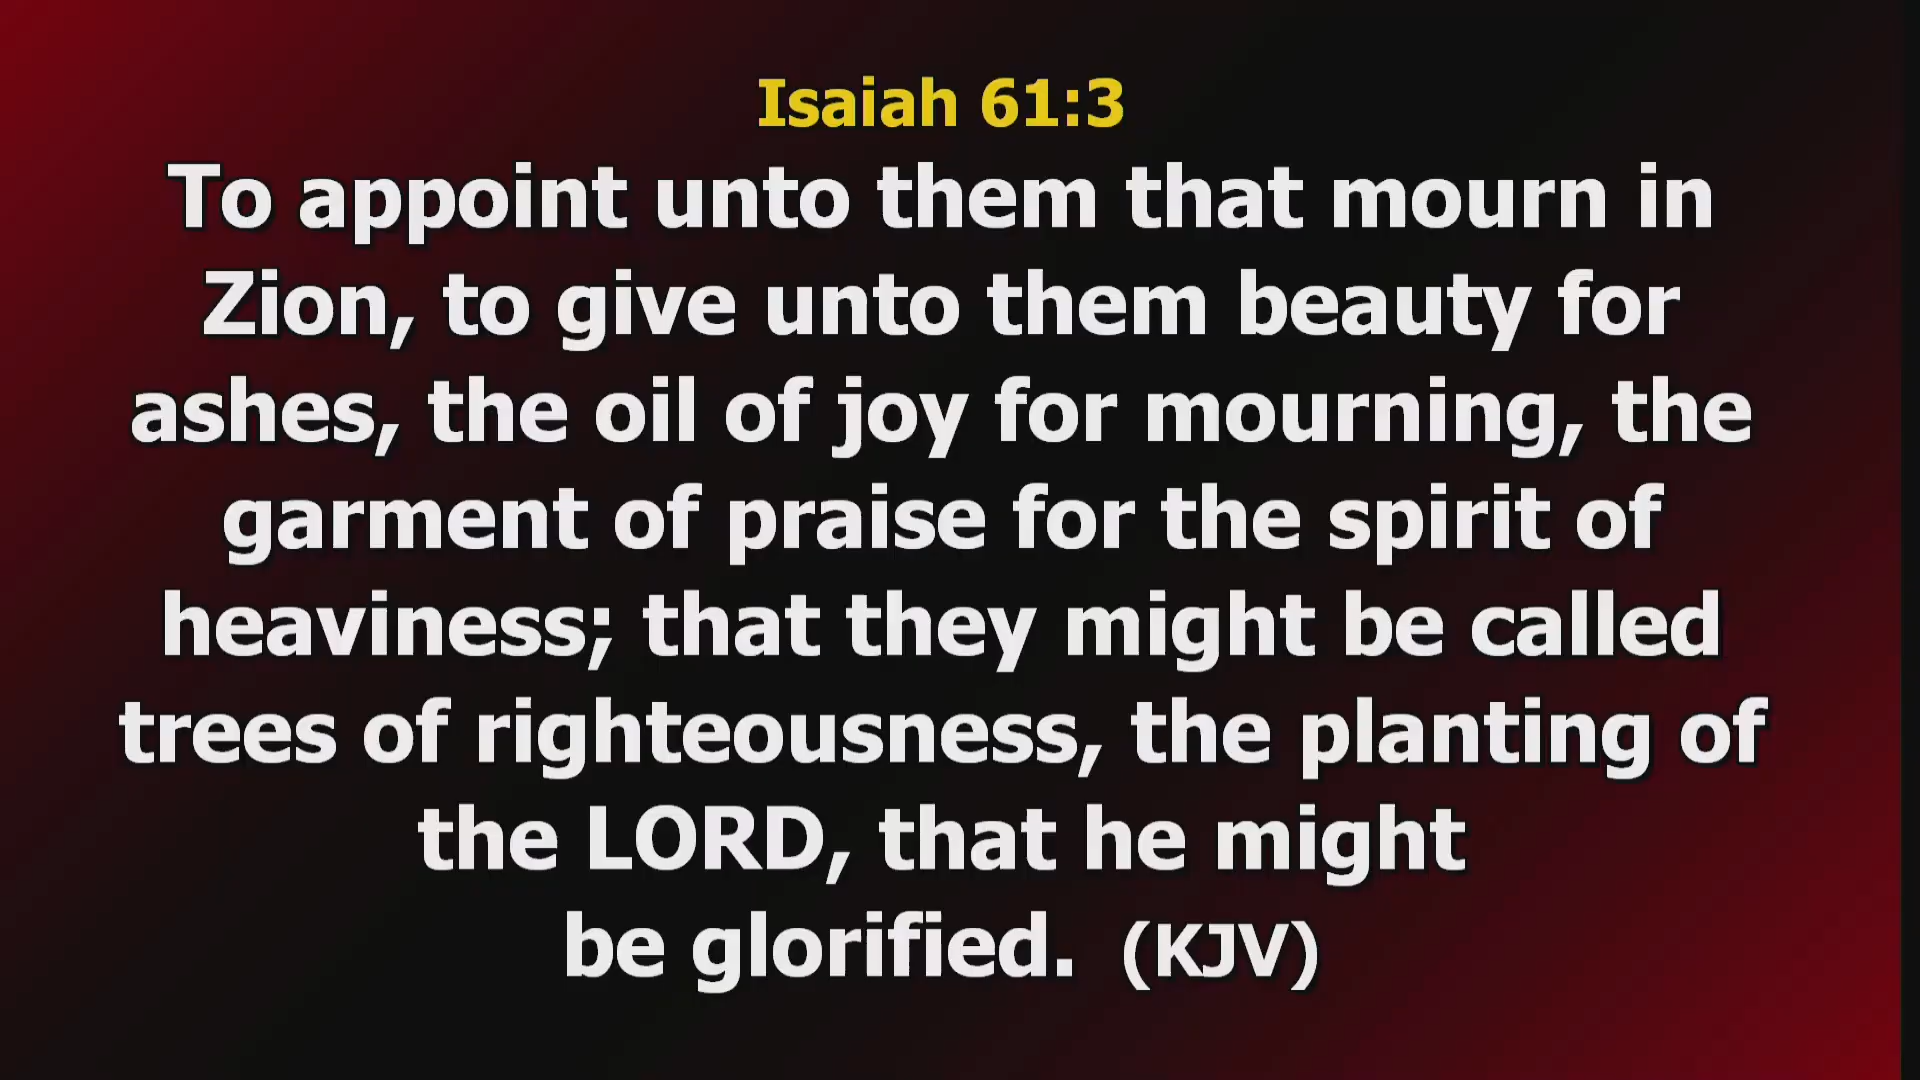 Isaiah 61:3
To appoint unto them that mourn in
Zion, to give unto them beauty for
ashes, the oil of joy for mourning, the
garment of praise for the spirit of
heaviness; that they might be called
trees of righteousness, the planting of
the LORD, that he might
be glorified. (KJV)